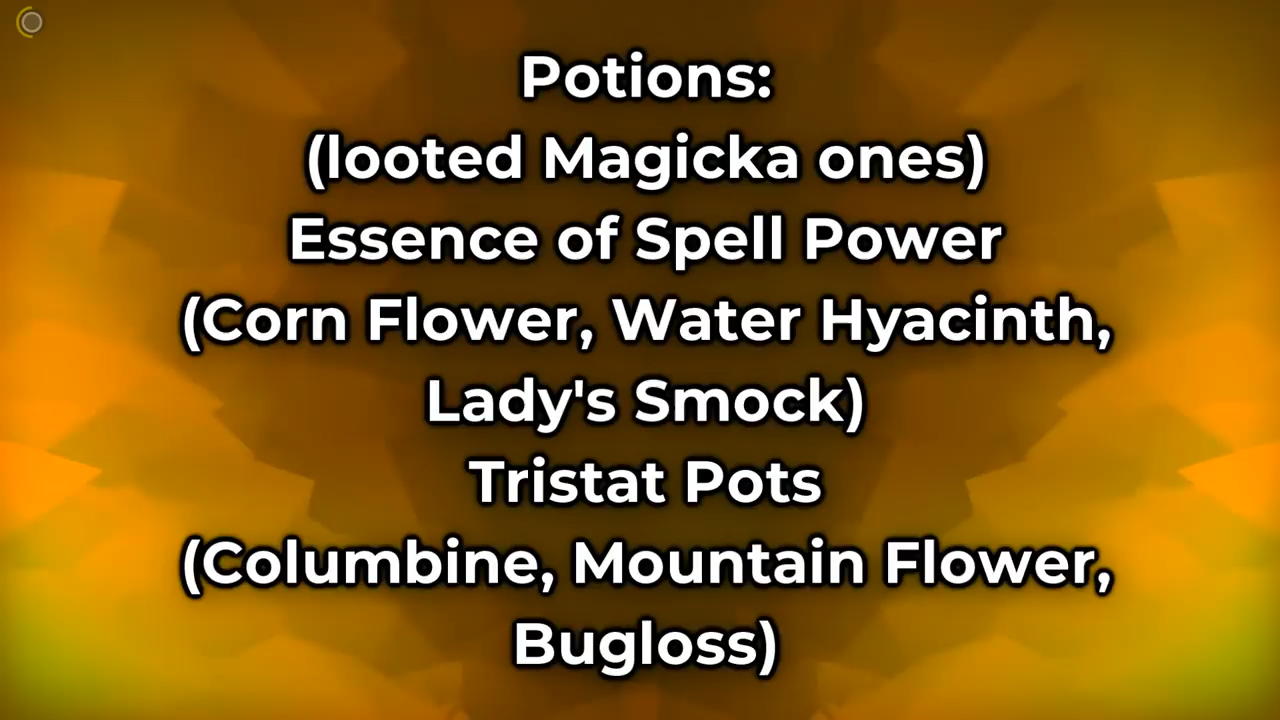 Potions:
(looted Magicka ones)
Essence of Spell Power
(Corn Flower, Water Hyacinth,
Lady's Smock)
Tristat Pots
(Columbine, Mountain Flower,
Bugloss)